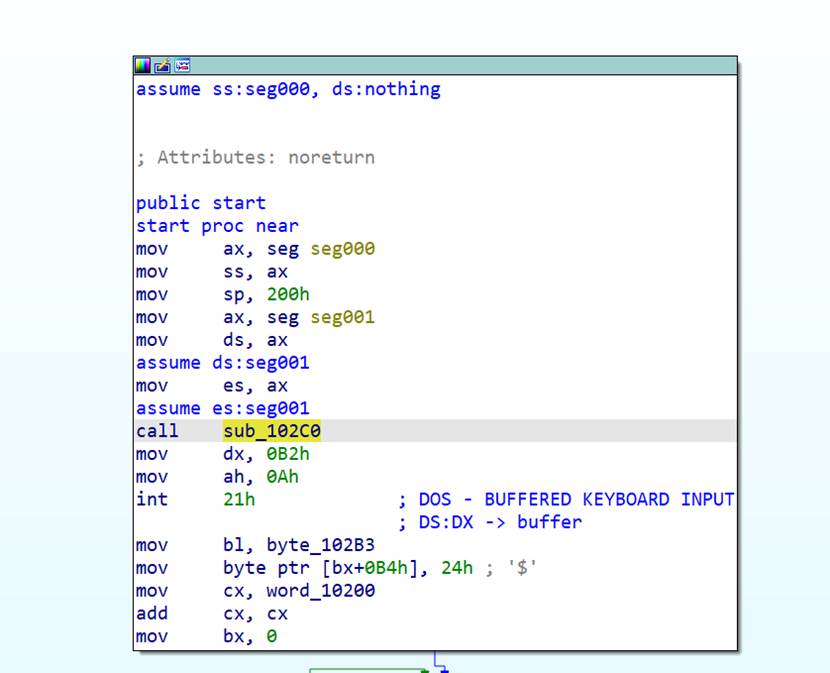 assume ss:seg000, ds:nothing
; Attributes: noreturn
public start
start proc near
mov     ax, seg seg000
mov     ss, ax
mov     sp, 200h
mov     ax, seg seg001
mov     ds, ax
assume ds:seg001
mov     es, ax
assume es:seg001
call    sub_102C0
mov     dx, 0B2h
mov     ah, 0Ah
int     21h             ; DOS - BUFFERED KEYBOARD INPUT
                        ; DS:DX -> buffer
mov     bl, byte_102B3
mov     byte ptr [bx+0B4h], 24h ; '$'
mov     cx, word_10200
add     cx, cx
mov     bx, 0